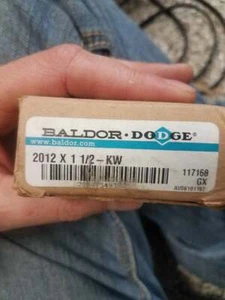 BALDOR · DODGE®
www.baldor.com
2012 X 1 1/2-KW
117168
GX